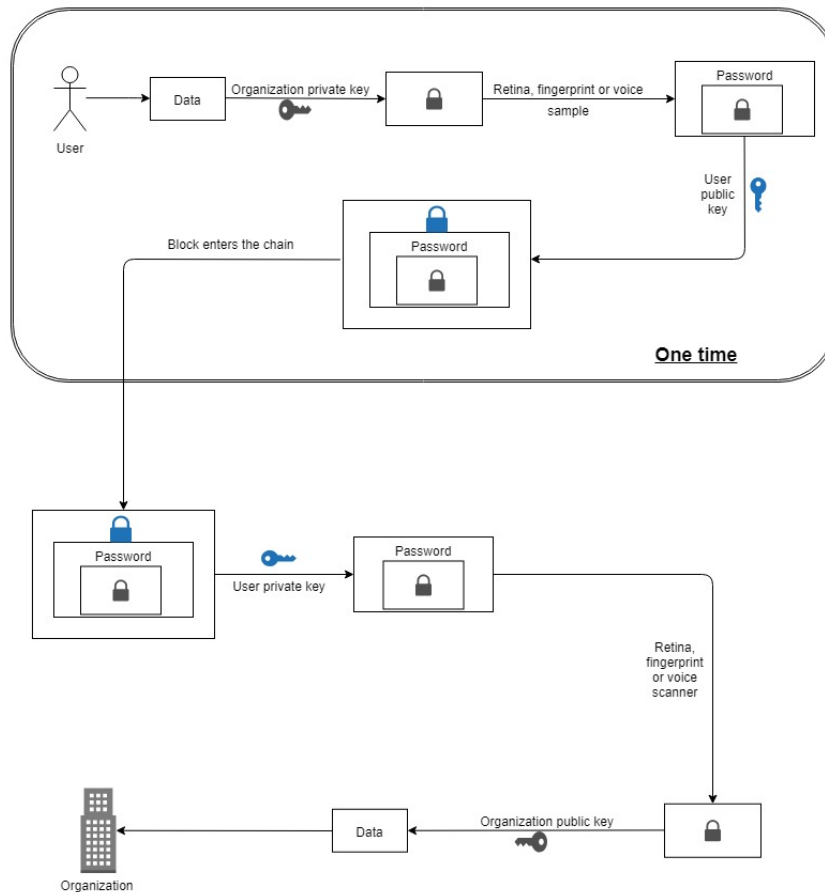 Organization private key
Retina, fingerprint or voice
sample
Password
Data
User
User
public
key
Block enters the chain
Password
One time
Password
User private key
Password
Retina,
fingerprint
or voice
scanner
Organization public key
Data
Organization